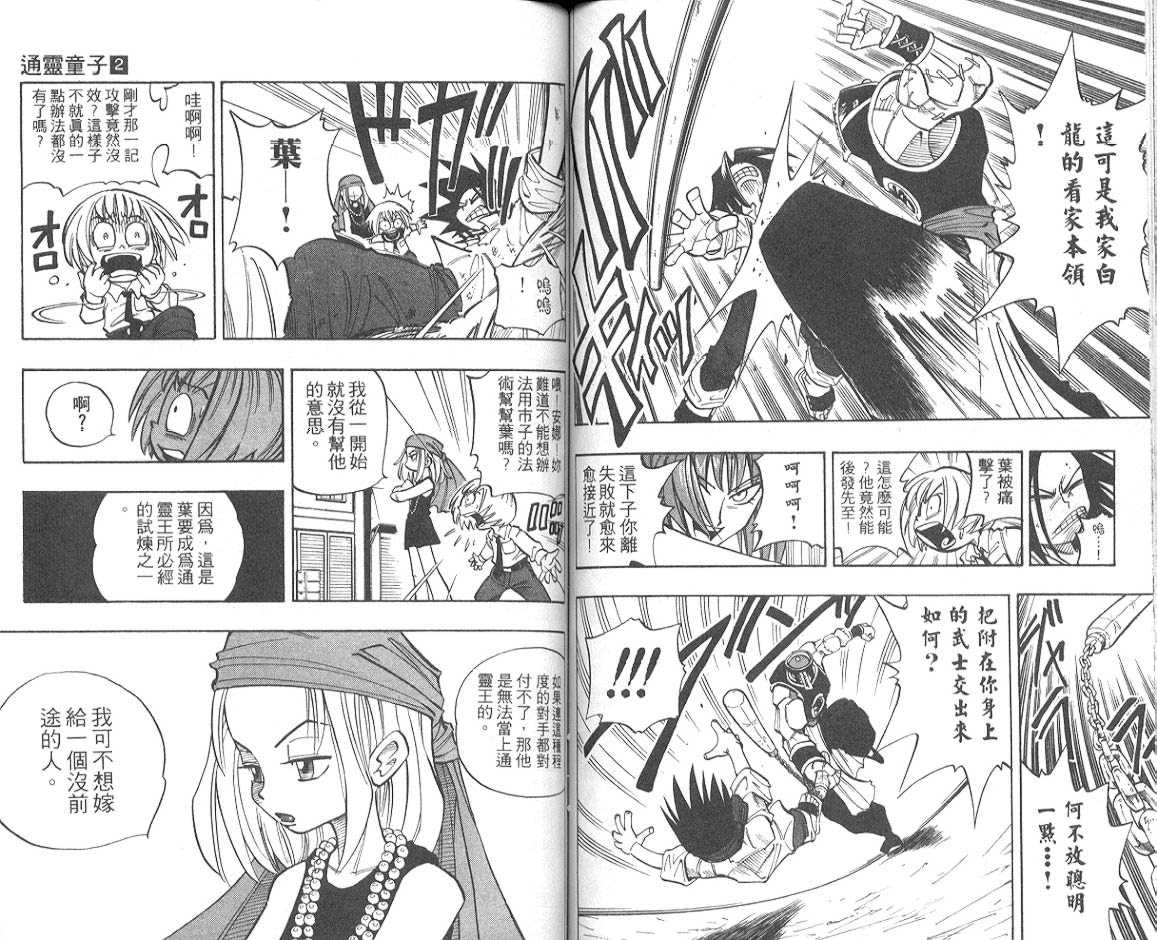 這可是我家白
龍的看家本領
！
嗚…！
葉被痛
擊了？
這怎麼可能
？他竟然能
後發先至！
呵呵呵！
這下子你離
失敗就愈來
愈接近了！
何不放聰明
一點…！
把附在你身上
的武士交出來
如何？
!!!
通靈童子2
嗚嗚
！
葉—！
哇啊啊！
剛才那一記
攻擊竟然沒
效？這樣子
不就真的一
點辦法都沒
有了嗎？
オロ
オロ
喂—安娜！妳
難道不能想辦
法用市子的法
術幫幫葉嗎？
我從一開始
就沒有幫他
的意思。
啊？
因為，這是
葉要成為通
靈王所必經
的試煉之一
。
如果連這種程
度的對手都對
付不了，那他
是無法當上通
靈王的。
我可不想嫁
給一個沒前
途的人。